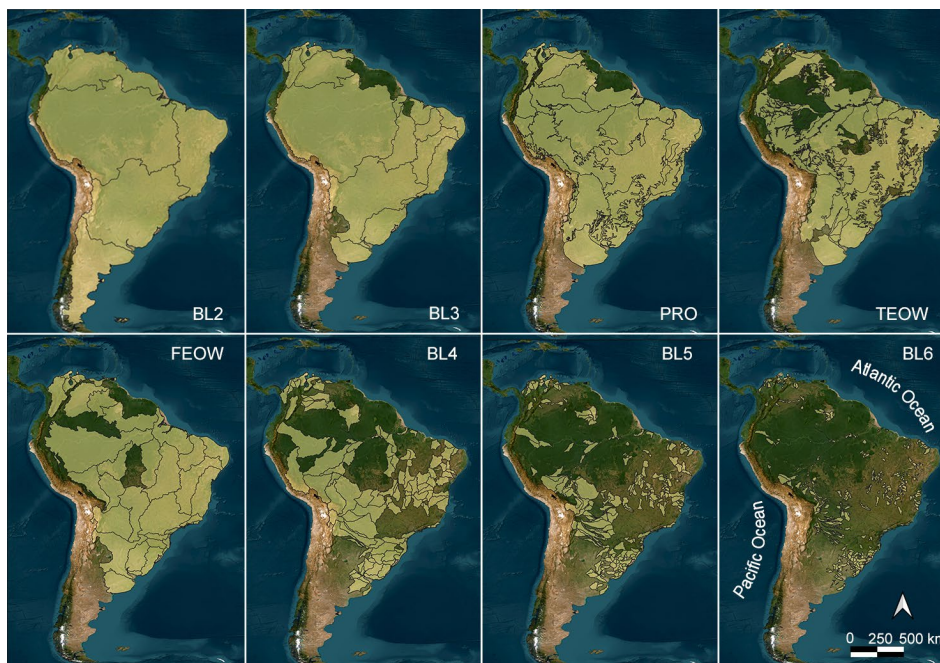 BL2
BL3
PRO
TEOW
FEOW
BL4
BL5
BL6
Atlantic Ocean
Pacific Ocean
0 250 500 km